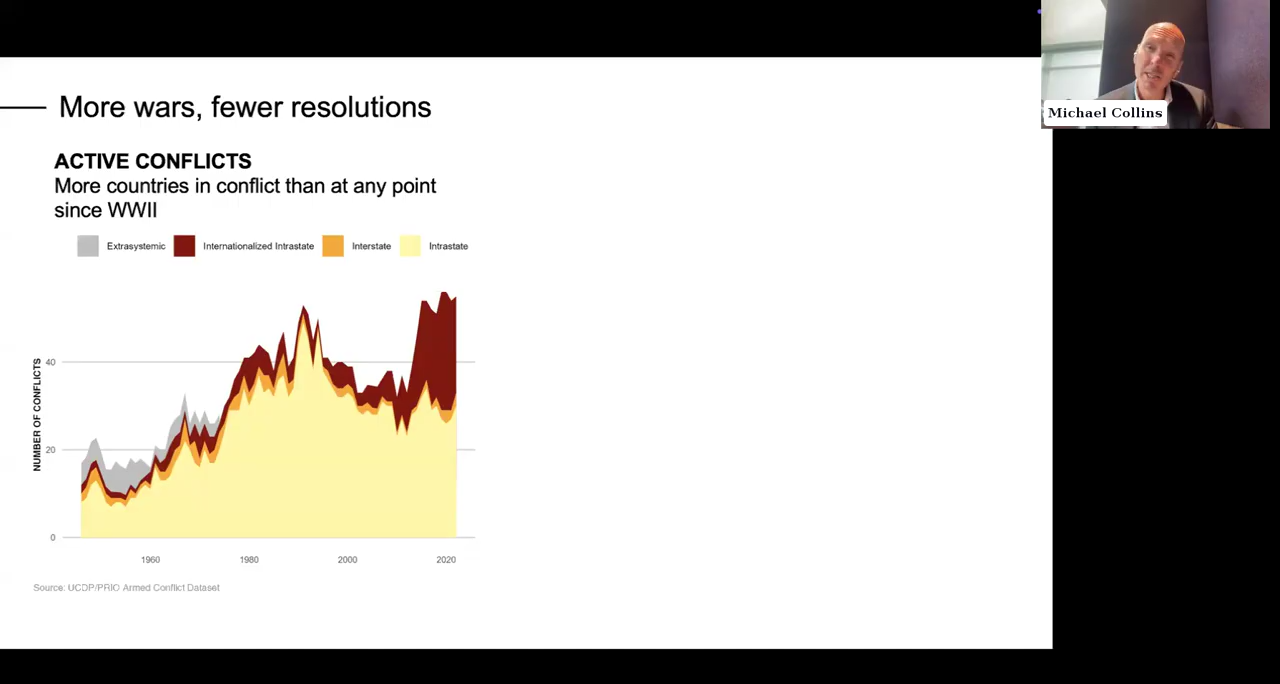 More wars, fewer resolutions
Michael Collins
ACTIVE CONFLICTS
More countries in conflict than at any point
since WWII
Extrasystemic Internationalized Intrastate Interstate Intrastate
NUMBER OF CONFLICTS
40
20
0
1960 1980 2000 2020
Source: UCDP/PRIO Armed Conflict Dataset